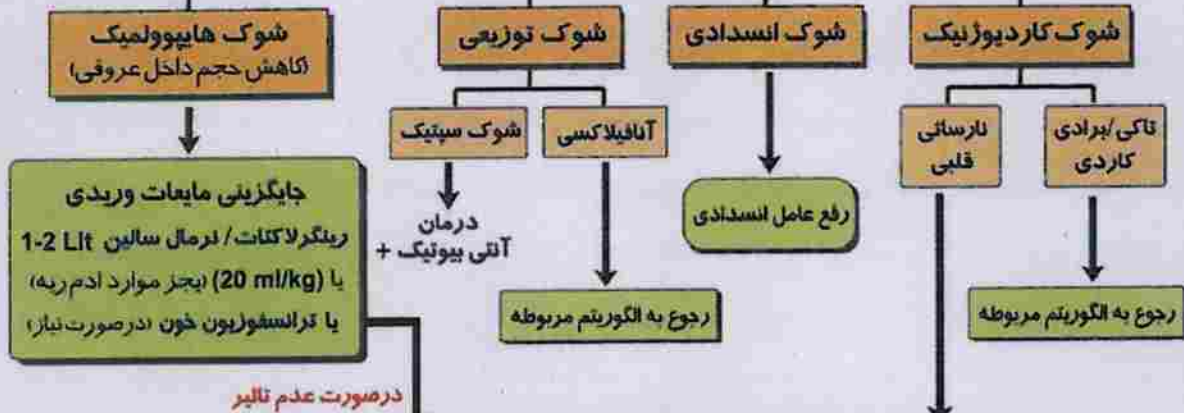 شوک کاردیوژنیک
شوک انسدادی
شوک توزیعی
شوک هایپوولمیک
(کاهش حجم داخل عروقی)
تاکی/برادی
کاردی
نارسائی
قلبی
آنافیلاکسی
شوک سپتیک
جایگزینی مایعات وریدی
رینگرلاکتات/نرمال سالین 1-2 Lit
یا (20 ml/kg) (بجز موارد ادم ریه)
یا ترانسفوزیون خون (درصورت نیاز)
رفع عامل انسدادی
درمان
آنتی بیوتیک +
رجوع به الگوریتم مربوطه
رجوع به الگوریتم مربوطه
درصورت عدم تاثیر